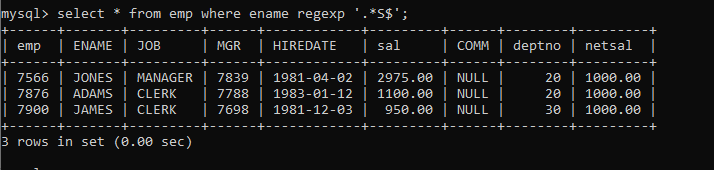 mysql> select * from emp where ename regexp '.*S$';
+------+-------+---------+------+------------+---------+------+--------+---------+
| emp  | ENAME | JOB     | MGR  | HIREDATE   | sal     | COMM | deptno | netsal  |
+------+-------+---------+------+------------+---------+------+--------+---------+
| 7566 | JONES | MANAGER | 7839 | 1981-04-02 | 2975.00 | NULL |     20 | 1000.00 |
| 7876 | ADAMS | CLERK   | 7788 | 1983-01-12 | 1100.00 | NULL |     20 | 1000.00 |
| 7900 | JAMES | CLERK   | 7698 | 1981-12-03 |  950.00 | NULL |     30 | 1000.00 |
+------+-------+---------+------+------------+---------+------+--------+---------+
3 rows in set (0.00 sec)